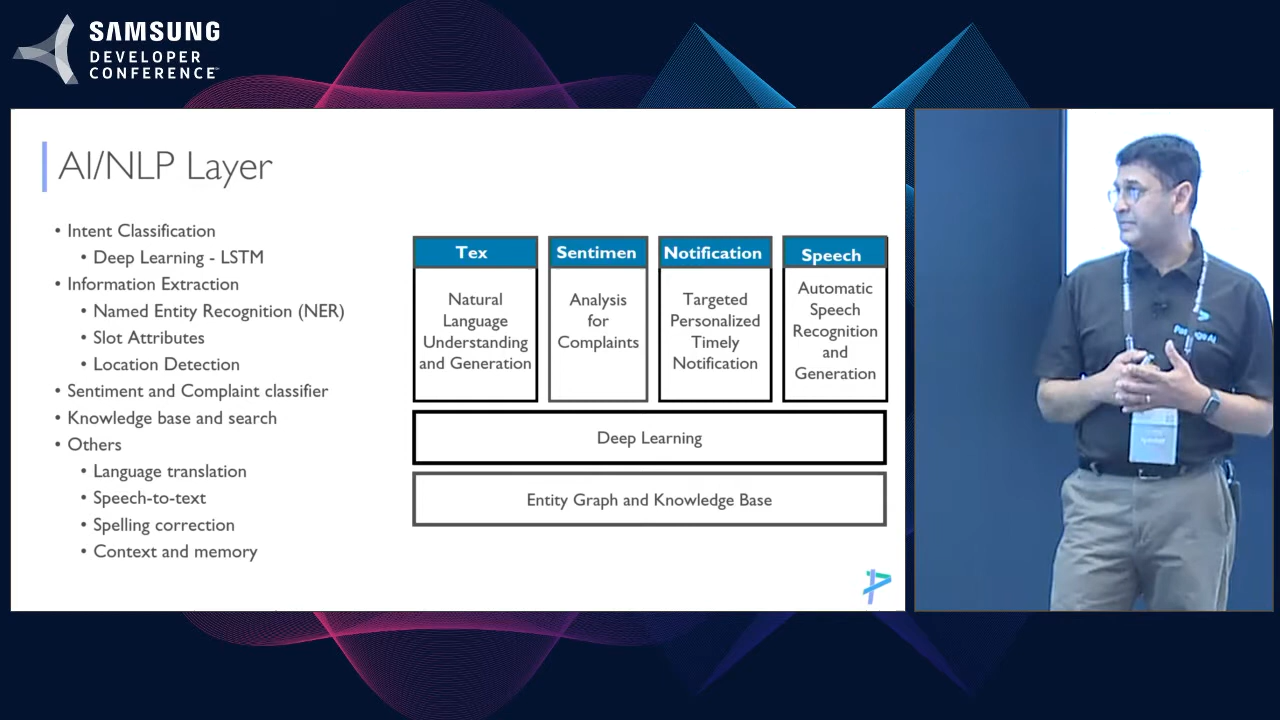 SAMSUNG
DEVELOPER
CONFERENCE
AI/NLP Layer
• Intent Classification
• Deep Learning - LSTM
• Information Extraction
• Named Entity Recognition (NER)
• Slot Attributes
• Location Detection
• Sentiment and Complaint classifier
• Knowledge base and search
• Others
• Language translation
• Speech-to-text
• Spelling correction
• Context and memory
Tex
Natural
Language
Understanding
and Generation
Sentimen
Analysis
for
Complaints
Notification
Targeted
Personalized
Timely
Notification
Speech
Automatic
Speech
Recognition
and
Generation
Deep Learning
Entity Graph and Knowledge Base
AI